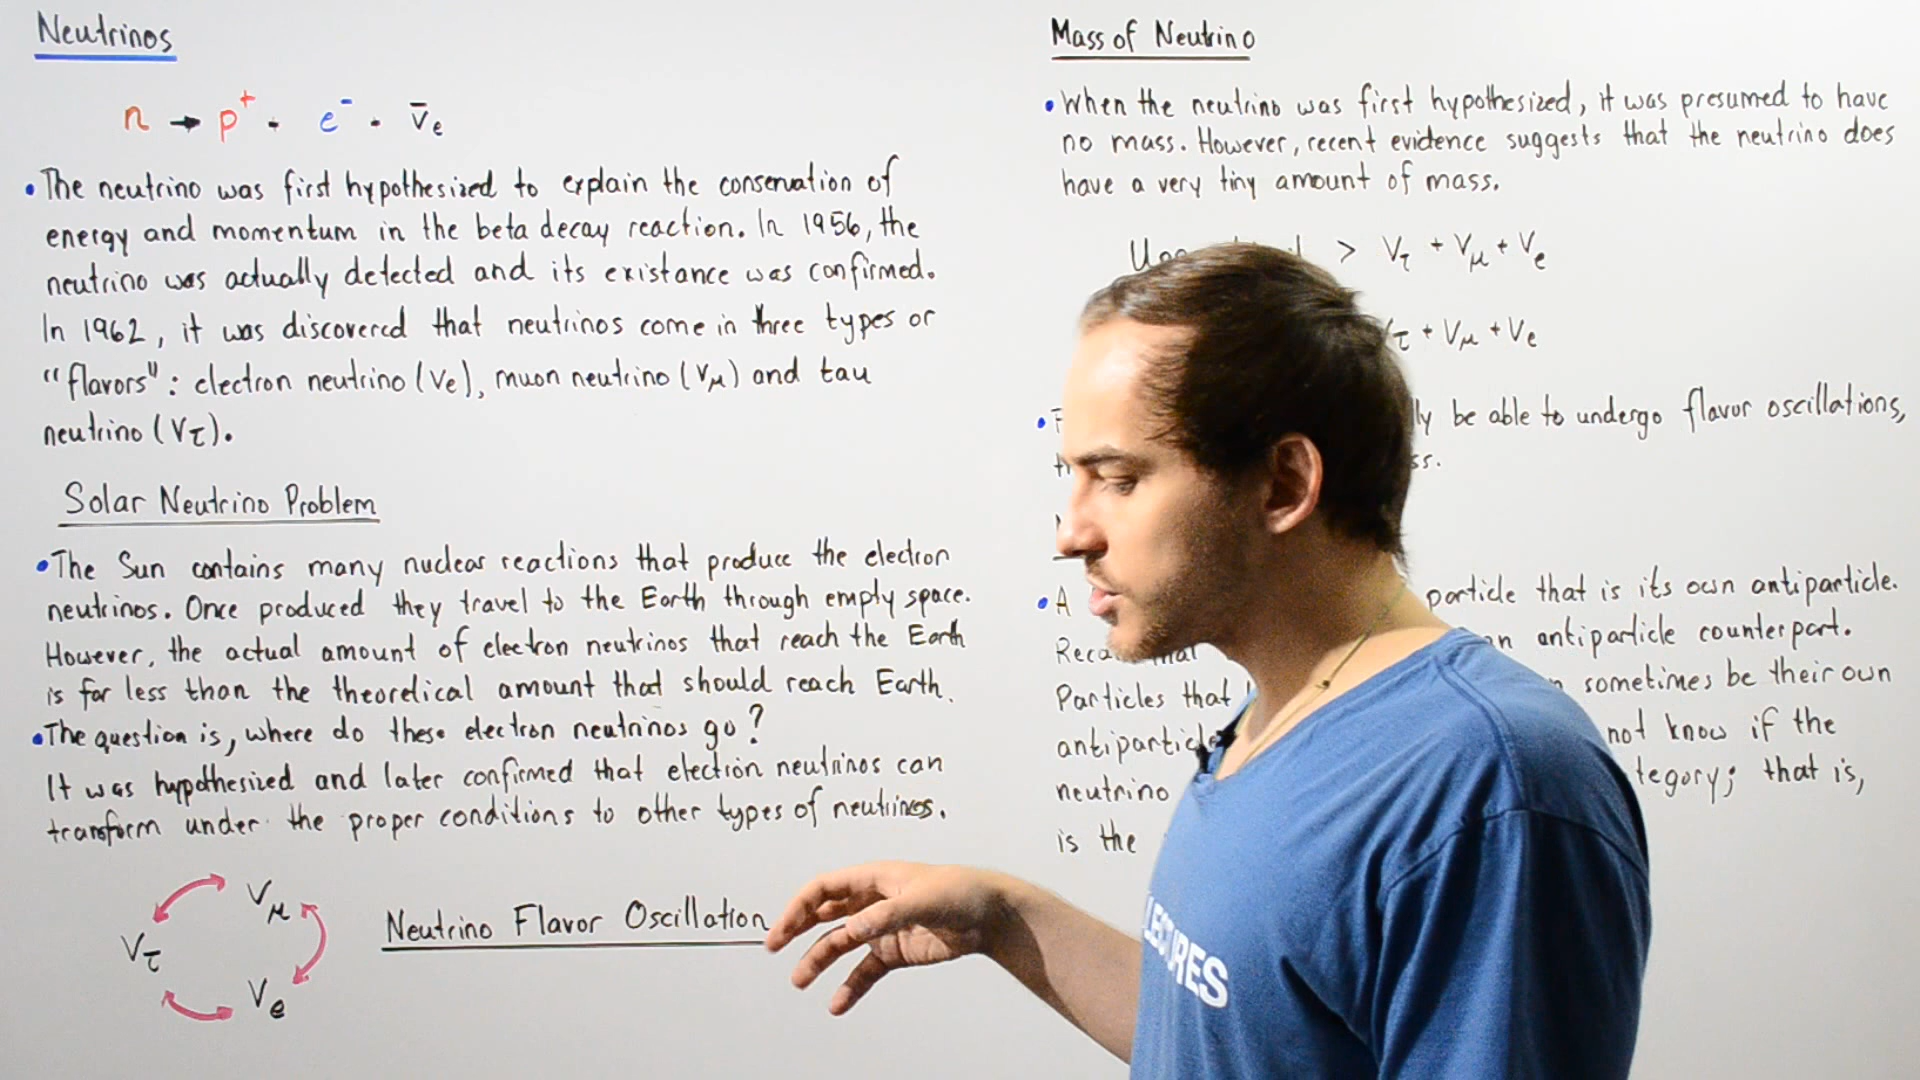 Neutrinos
n → p⁺ + e⁻ + ν̄e
• The neutrino was first hypothesized to explain the conservation of
energy and momentum in the beta decay reaction. In 1956, the
neutrino was actually detected and its existance was confirmed.
In 1962, it was discovered that neutrinos come in three types or
"flavors": electron neutrino (νe), muon neutrino (νμ) and tau
neutrino (ντ).
Solar Neutrino Problem
• The Sun contains many nuclear reactions that produce the electron
neutrinos. Once produced they travel to the Earth through empty space.
However, the actual amount of electron neutrinos that reach the Earth
is far less than the theoretical amount that should reach Earth.
• The question is, where do these electron neutrinos go?
It was hypothesized and later confirmed that electron neutrinos can
transform under the proper conditions to other types of neutrinos.
νμ
ντ
νe
Neutrino Flavor Oscillation
Mass of Neutrino
• When the neutrino was first hypothesized, it was presumed to have
no mass. However, recent evidence suggests that the neutrino does
have a very tiny amount of mass.
> ντ + νμ + νe
+ νμ + νe
• be able to undergo flavor oscillations,
• A particle that is its own antiparticle.
antiparticle counterpart.
Particles that sometimes be their own
not know if the
neutrino that is,
is the